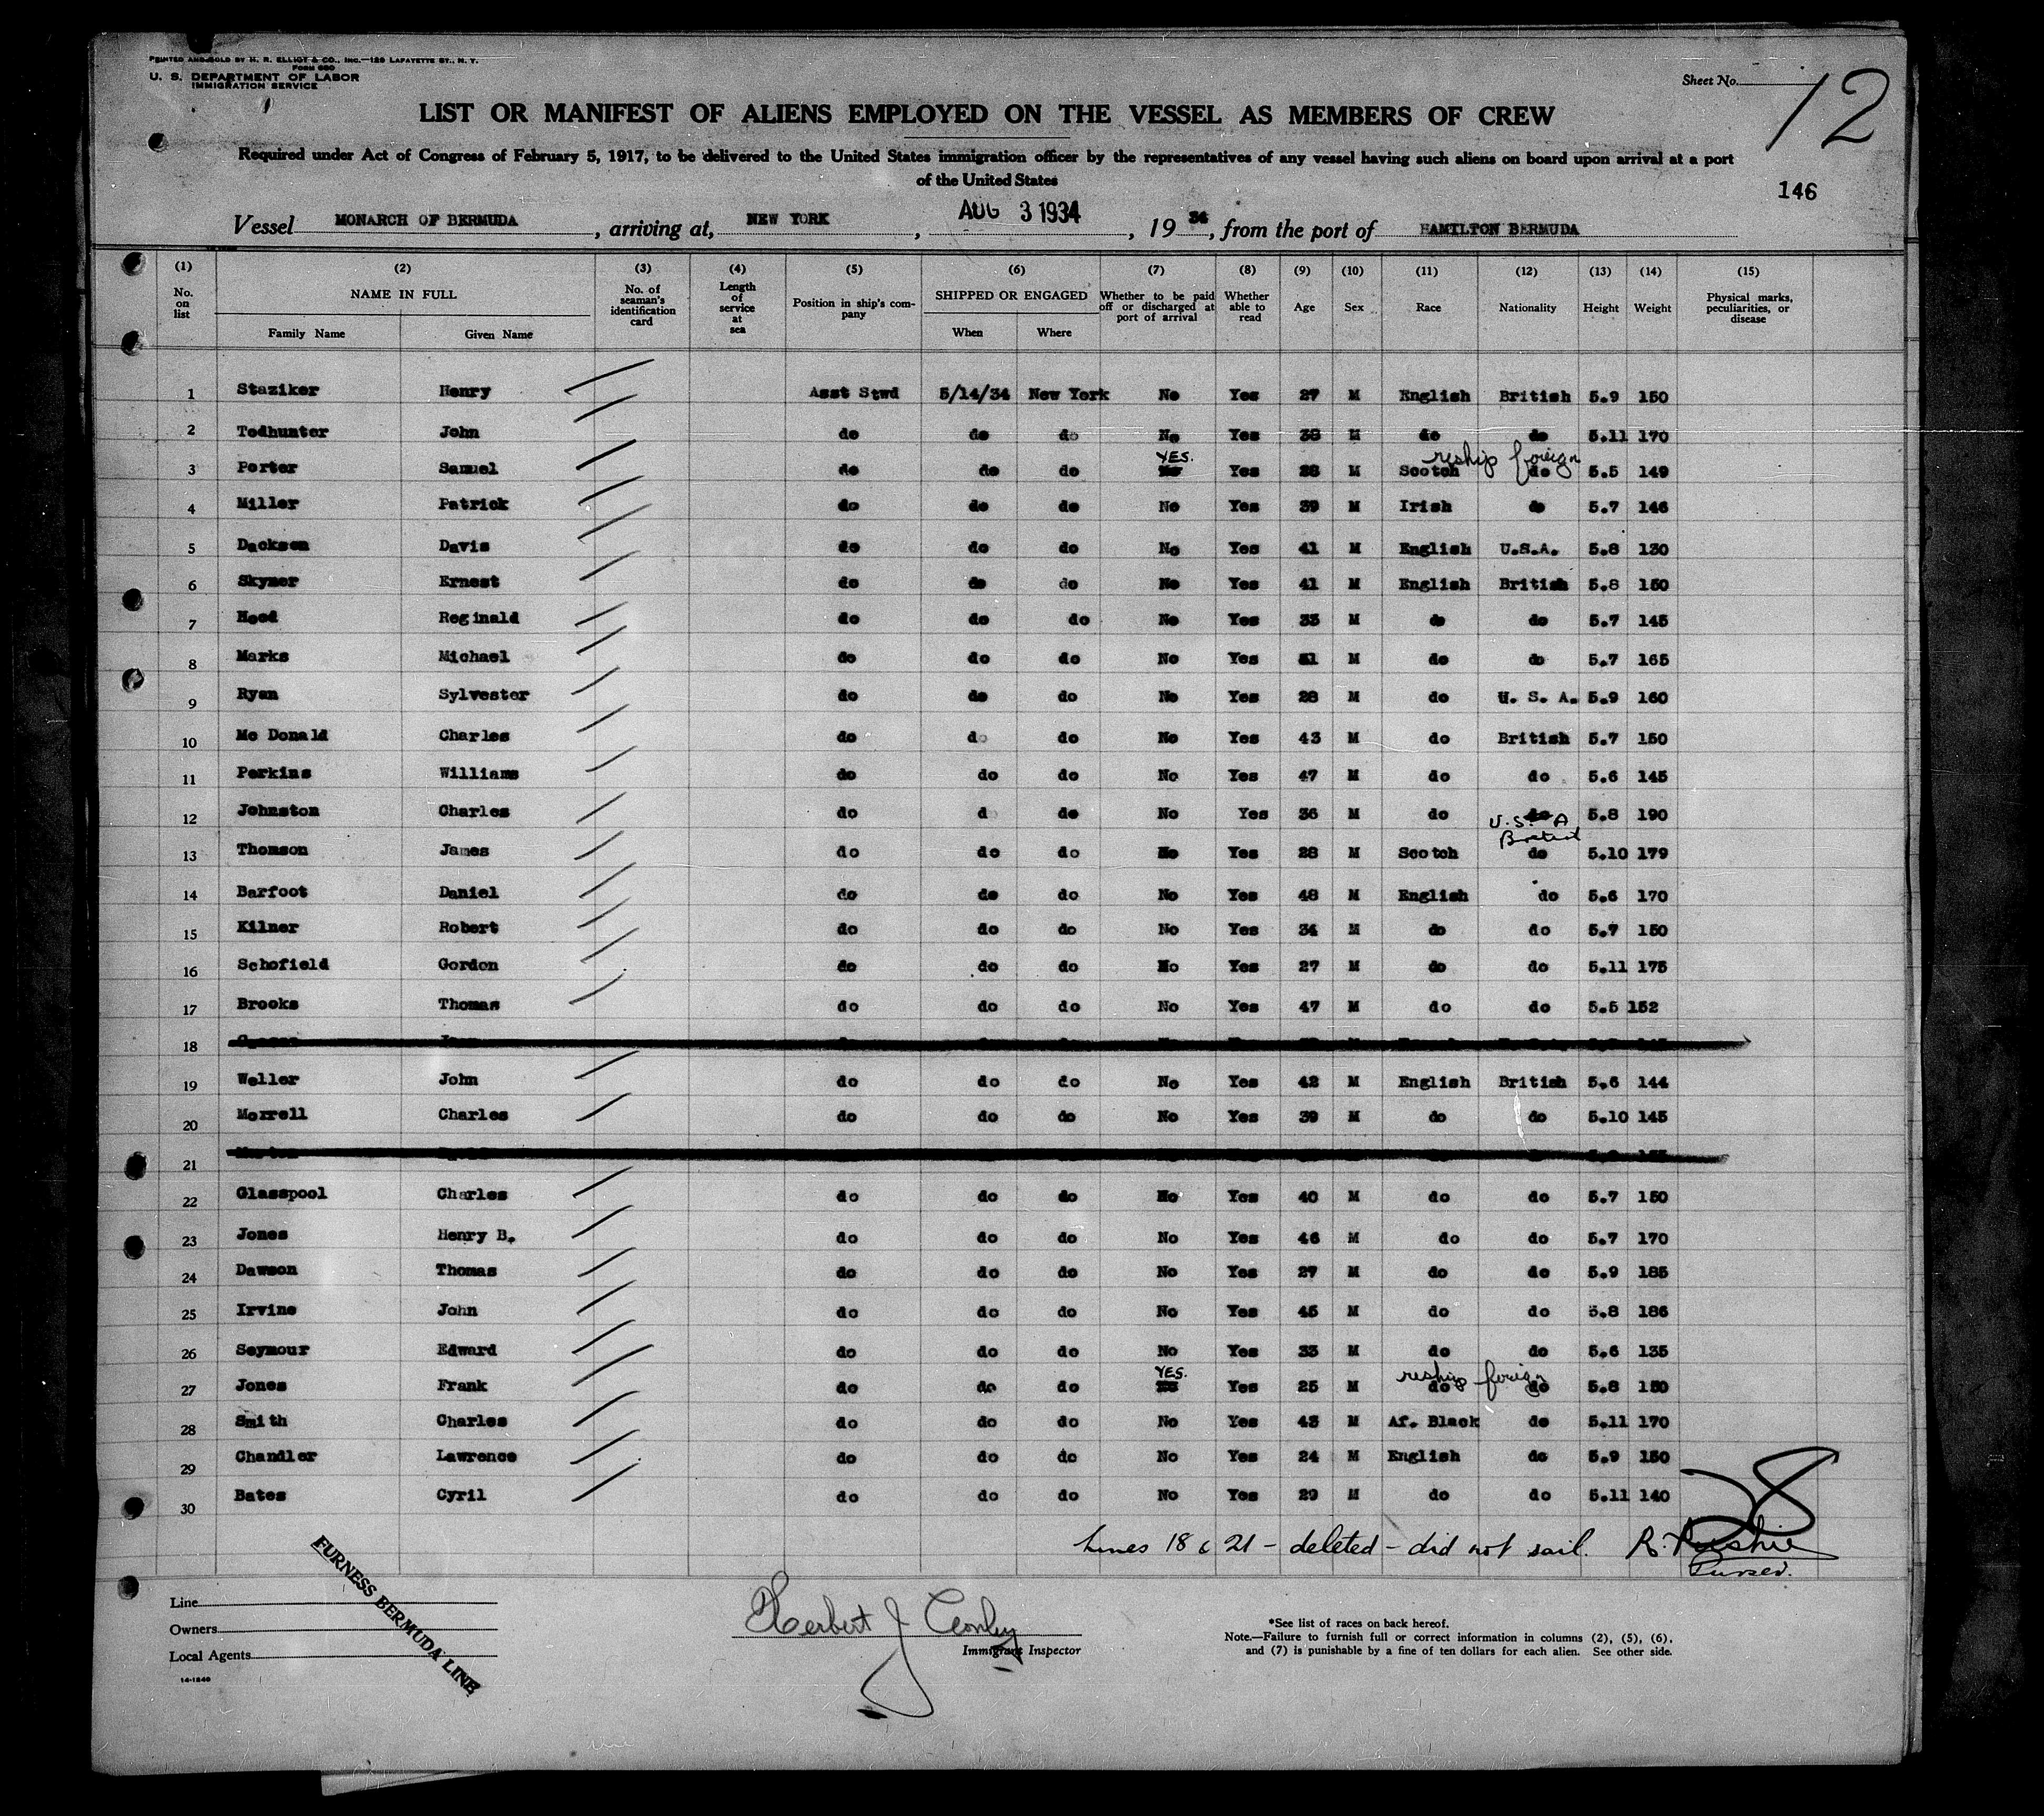 PRINTED AND SOLD BY H. R. ELLIOT & CO., INC.—129 LAFAYETTE ST., N. Y.
FORM 680
U. S. DEPARTMENT OF LABOR
IMMIGRATION SERVICE
Sheet No. 12
LIST OR MANIFEST OF ALIENS EMPLOYED ON THE VESSEL AS MEMBERS OF CREW
Required under Act of Congress of February 5, 1917, to be delivered to the United States immigration officer by the representatives of any vessel having such aliens on board upon arrival at a port
of the United States
146
Vessel MONARCH OF BERMUDA, arriving at, NEW YORK, AUG 3 1934, 19 34, from the port of HAMILTON BERMUDA
(1) (2) (3) (4) (5) (6) (7) (8) (9) (10) (11) (12) (13) (14) (15)
No. on list NAME IN FULL Family Name Given Name No. of seaman's identification card Length of service at sea Position in ship's company SHIPPED OR ENGAGED When Where Whether to be paid off or discharged at port of arrival Whether able to read Age Sex Race Nationality Height Weight Physical marks, peculiarities, or disease
1 Staziker Henry Asst Stwd 5/14/34 New York No Yes 27 M English British 5.9 150
2 Todhunter John do do do No Yes 38 M do do 5.11 170
3 Porter Samuel do do do YES. Yes 28 M Scotch do reship foreign 5.5 149
4 Miller Patrick do do do No Yes 39 M Irish do 5.7 146
5 Dackson Davis do do do No Yes 41 M English U.S.A. 5.8 130
6 Skymer Ernest do do do No Yes 41 M English British 5.8 150
7 Hood Reginald do do do No Yes 33 M do do 5.7 145
8 Marks Michael do do do No Yes M do do 5.7 165
9 Ryan Sylvester do do do No Yes 28 M do U. S. A. 5.9 160
10 Mc Donald Charles do do do No Yes 43 M do British 5.7 150
11 Perkins Williams do do do No Yes 47 M do do 5.6 145
12 Johnston Charles do d do No Yes 36 M do do U.S. A 5.8 190
13 Thomson James do do do No Yes 28 M Scotch do 5.10 179
14 Barfoot Daniel do do do No Yes 48 M English do 5.6 170
15 Kilner Robert do do do No Yes 34 M do do 5.7 150
16 Schofield Gordon do do do No Yes 27 M do do 5.11 175
17 Brooks Thomas do do do No Yes 47 M do do 5.5 152
18
19 Weller John do do do No Yes 42 M English British 5.6 144
20 Morrell Charles do do do No Yes 39 M do do 5.10 145
21
22 Glasspool Charles do do do No Yes 40 M do do 5.7 150
23 Jones Henry B. do do do No Yes 46 M do do 5.7 170
24 Dawson Thomas do do do No Yes 27 M do do 5.9 185
25 Irvine John do do do No Yes 45 M do do 5.8 186
26 Seymour Edward do do do No Yes 33 M do do 5.6 135
27 Jones Frank do do do YES. Yes 25 M do do reship foreign 5.8 150
28 Smith Charles do do do No Yes 43 M Af. Black do 5.11 170
29 Chandler Lawrence do do do No Yes 24 M English do 5.9 150
30 Bates Cyril do do do No Yes 29 M do do 5.11 140
28
Lines 18 & 21 - deleted - did not sail. R. Ritchie
Purser.
Line
Owners
Local Agents
FURNESS BERMUDA LINE
14-1240
Herbert J Conley
Immigrant Inspector
*See list of races on back hereof.
Note.—Failure to furnish full or correct information in columns (2), (5), (6),
and (7) is punishable by a fine of ten dollars for each alien. See other side.